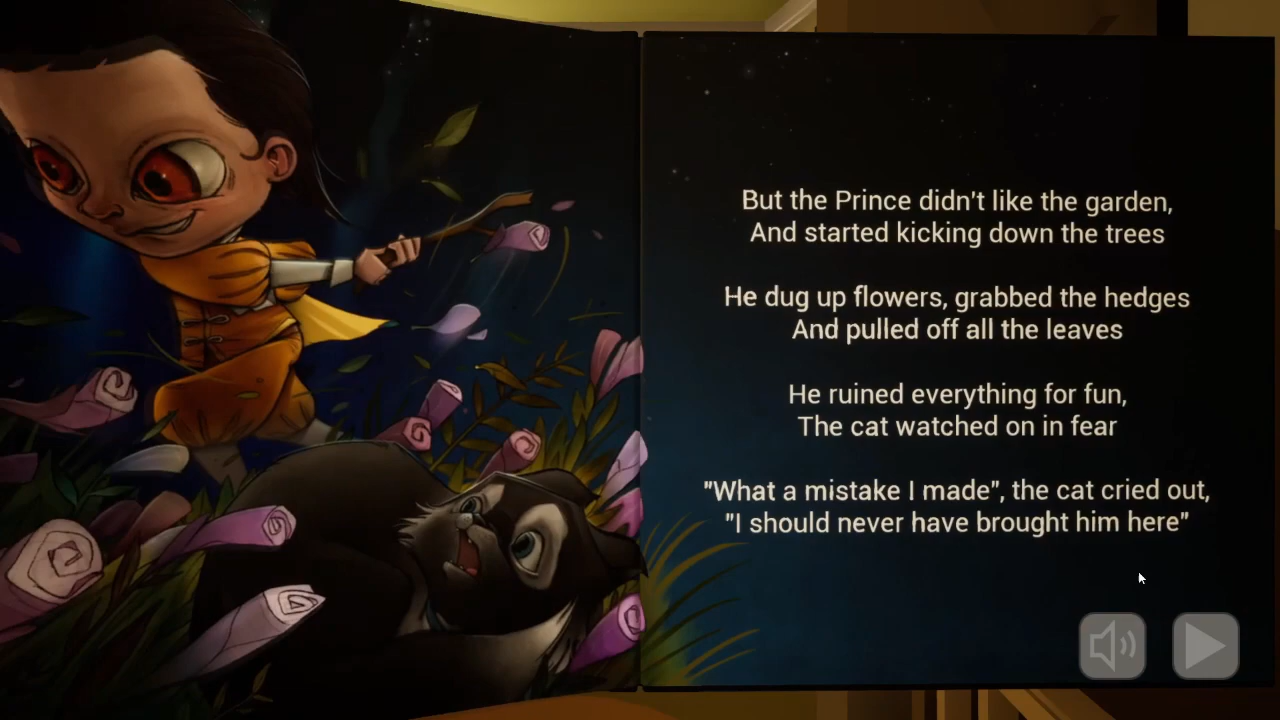 But the Prince didn't like the garden,
And started kicking down the trees
He dug up flowers, grabbed the hedges
And pulled off all the leaves
He ruined everything for fun,
The cat watched on in fear
"What a mistake I made", the cat cried out,
"I should never have brought him here"